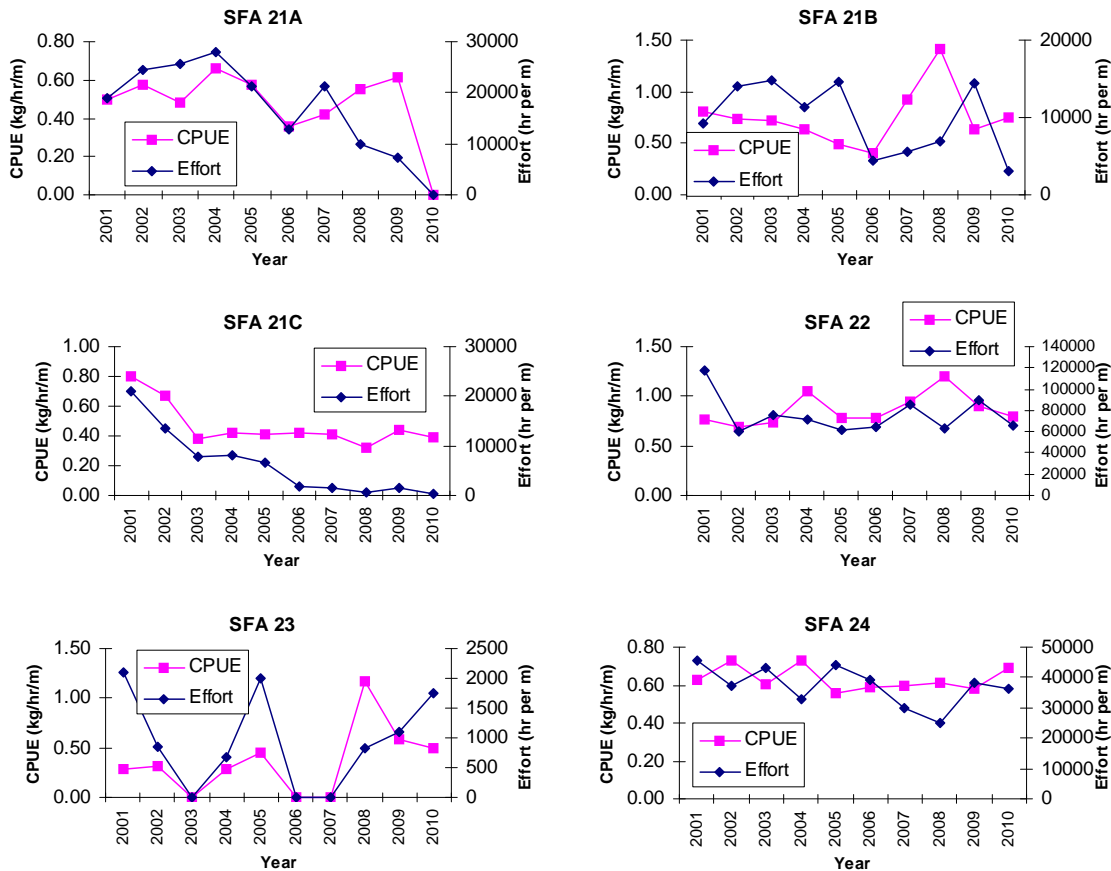 SFA 21A
CPUE (kg/hr/m)
0.80
0.60
0.40
0.20
0.00
30000
20000
10000
0
Effort (hr per m)
CPUE
Effort
2001 2002 2003 2004 2005 2006 2007 2008 2009 2010
Year
SFA 21B
CPUE (kg/hr/m)
1.50
1.00
0.50
0.00
20000
10000
0
Effort (hr per m)
CPUE
Effort
2001 2002 2003 2004 2005 2006 2007 2008 2009 2010
Year
SFA 21C
CPUE (kg/hr/m)
1.00
0.80
0.60
0.40
0.20
0.00
30000
20000
10000
0
Effort (hr per m)
CPUE
Effort
2001 2002 2003 2004 2005 2006 2007 2008 2009 2010
Year
SFA 22
CPUE (kg/hr/m)
1.50
1.00
0.50
0.00
140000
120000
100000
80000
60000
40000
20000
0
Effort (hr per m)
CPUE
Effort
2001 2002 2003 2004 2005 2006 2007 2008 2009 2010
Year
SFA 23
CPUE (kg/hr/m)
1.50
1.00
0.50
0.00
2500
2000
1500
1000
500
0
Effort (hr per m)
CPUE
Effort
2001 2002 2003 2004 2005 2006 2007 2008 2009 2010
Year
SFA 24
CPUE (kg/hr/m)
0.80
0.60
0.40
0.20
0.00
50000
40000
30000
20000
10000
0
Effort (hr per m)
CPUE
Effort
2001 2002 2003 2004 2005 2006 2007 2008 2009 2010
Year